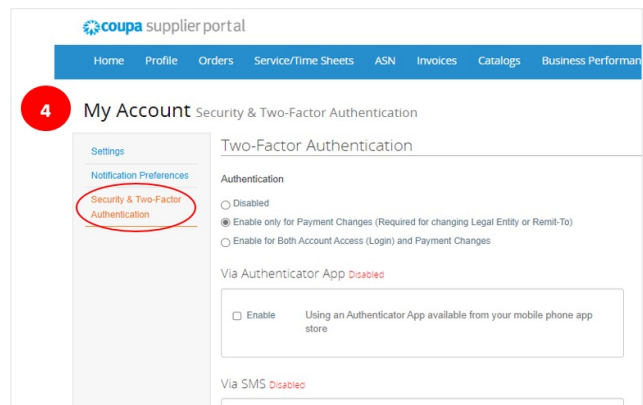 coupa supplier portal
Home Profile Orders Service/Time Sheets ASN Invoices Catalogs Business Performan
4
My Account Security & Two-Factor Authentication
Settings
Notification Preferences
Security & Two-Factor
Authentication
Two-Factor Authentication
Authentication
Disabled
Enable only for Payment Changes (Required for changing Legal Entity or Remit-To)
Enable for Both Account Access (Login) and Payment Changes
Via Authenticator App Disabled
Enable Using an Authenticator App available from your mobile phone app
store
Via SMS Disabled